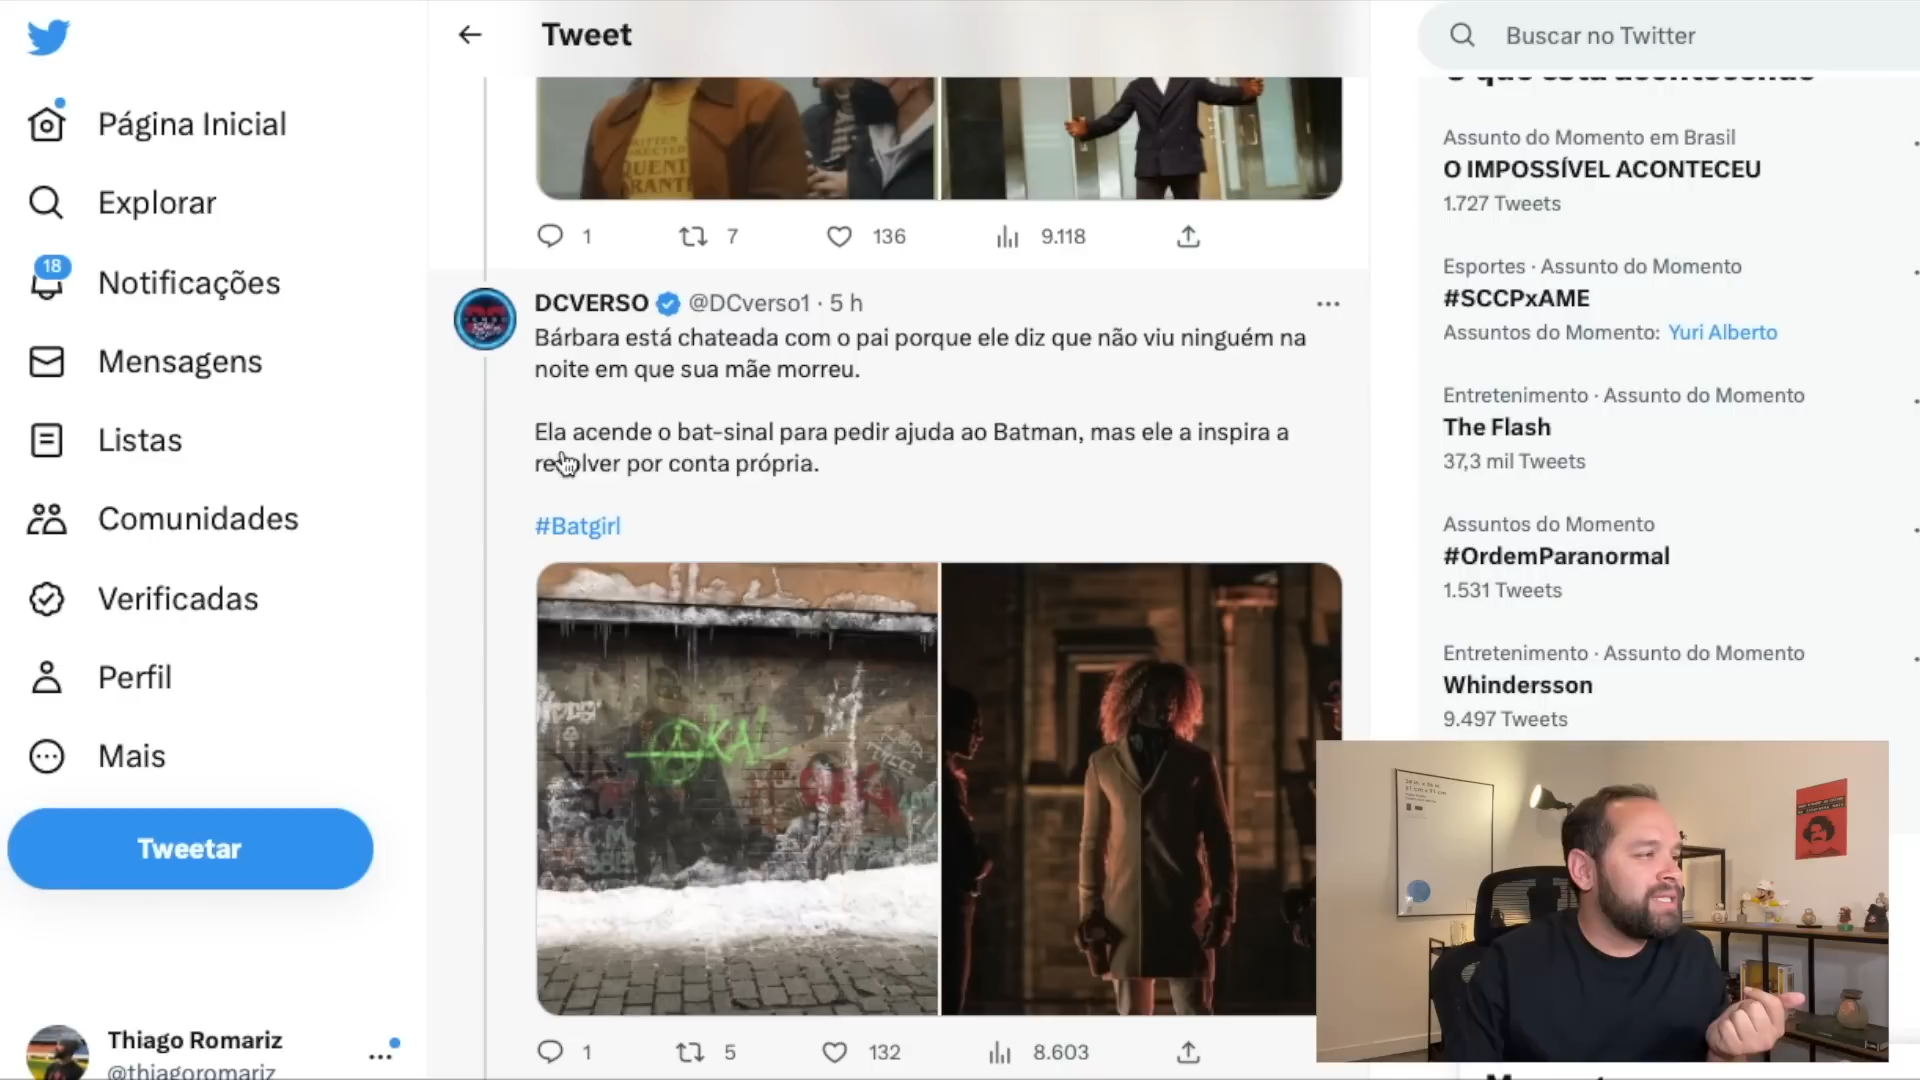 Tweet
Buscar no Twitter
Página Inicial
Explorar
18
Notificações
Mensagens
Listas
Comunidades
Verificadas
Perfil
Mais
Tweetar
Thiago Romariz
@thiagoromariz
1
7
136
9.118
DCVERSO @DCverso1 · 5 h
Bárbara está chateada com o pai porque ele diz que não viu ninguém na
noite em que sua mãe morreu.
Ela acende o bat-sinal para pedir ajuda ao Batman, mas ele a inspira a
resolver por conta própria.
#Batgirl
AKAL
1
5
132
8.603
O que está acontecendo
Assunto do Momento em Brasil
O IMPOSSÍVEL ACONTECEU
1.727 Tweets
Esportes · Assunto do Momento
#SCCPxAME
Assuntos do Momento: Yuri Alberto
Entretenimento · Assunto do Momento
The Flash
37,3 mil Tweets
Assuntos do Momento
#OrdemParanormal
1.531 Tweets
Entretenimento · Assunto do Momento
Whindersson
9.497 Tweets